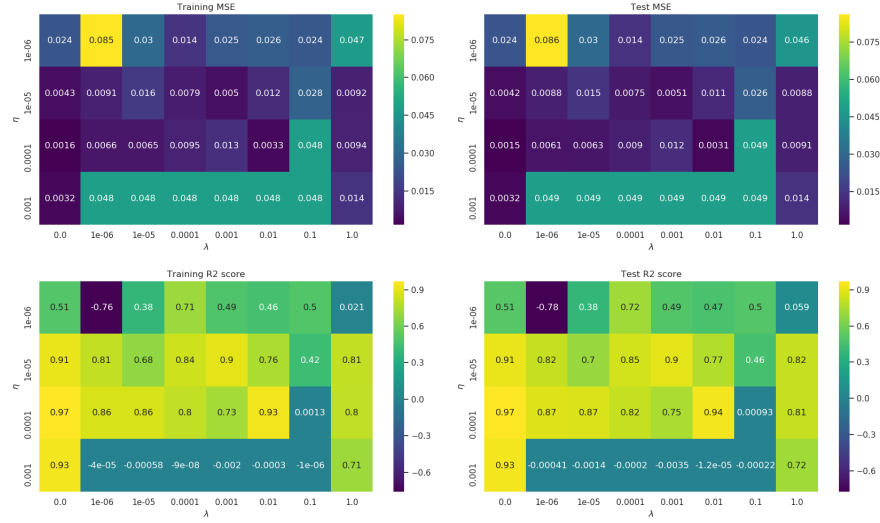 Training MSE
1e-06 0.024 0.085 0.03 0.014 0.025 0.026 0.024 0.047
1e-05 0.0043 0.0091 0.016 0.0079 0.005 0.012 0.028 0.0092
η
0.0001 0.0016 0.0066 0.0065 0.0095 0.013 0.0033 0.048 0.0094
0.001 0.0032 0.048 0.048 0.048 0.048 0.048 0.048 0.014
0.0 1e-06 1e-05 0.0001 0.001 0.01 0.1 1.0
λ
0.075
0.060
0.045
0.030
0.015
Test MSE
1e-06 0.024 0.086 0.03 0.014 0.025 0.026 0.024 0.046
1e-05 0.0042 0.0088 0.015 0.0075 0.0051 0.011 0.026 0.0088
η
0.0001 0.0015 0.0061 0.0063 0.009 0.012 0.0031 0.049 0.0091
0.001 0.0032 0.049 0.049 0.049 0.049 0.049 0.049 0.014
0.0 1e-06 1e-05 0.0001 0.001 0.01 0.1 1.0
λ
0.075
0.060
0.045
0.030
0.015
Training R2 score
1e-06 0.51 -0.76 0.38 0.71 0.49 0.46 0.5 0.021
1e-05 0.91 0.81 0.68 0.84 0.9 0.76 0.42 0.81
η
0.0001 0.97 0.86 0.86 0.8 0.73 0.93 0.0013 0.8
0.001 0.93 -4e-05 -0.00058 -9e-08 -0.002 -0.0003 -1e-06 0.71
0.0 1e-06 1e-05 0.0001 0.001 0.01 0.1 1.0
λ
0.9
0.6
0.3
0.0
-0.3
-0.6
Test R2 score
1e-06 0.51 -0.78 0.38 0.72 0.49 0.47 0.5 0.059
1e-05 0.91 0.82 0.7 0.85 0.9 0.77 0.46 0.82
η
0.0001 0.97 0.87 0.87 0.82 0.75 0.94 0.00093 0.81
0.001 0.93 -0.00041 -0.0014 -0.0002 -0.0035 -1.2e-05 -0.00022 0.72
0.0 1e-06 1e-05 0.0001 0.001 0.01 0.1 1.0
λ
0.9
0.6
0.3
0.0
-0.3
-0.6